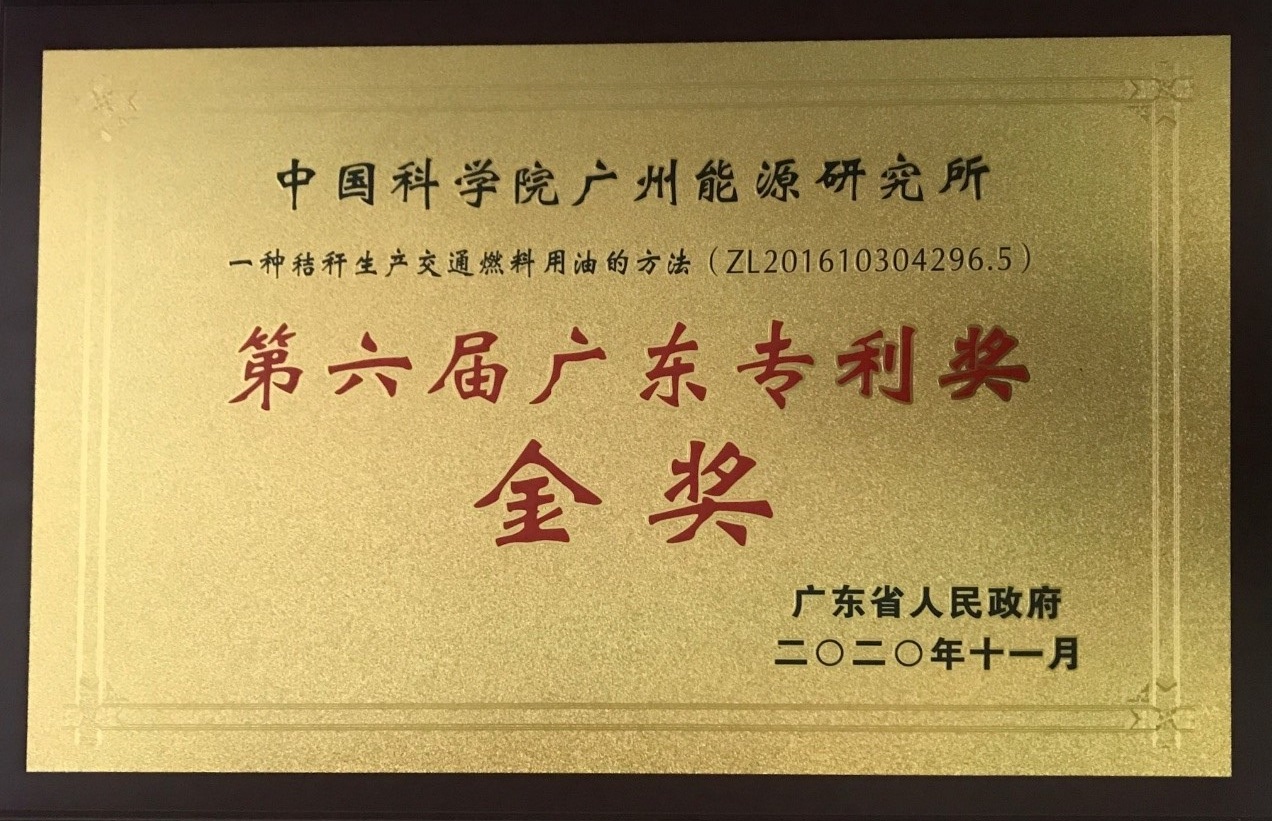 中国科学院广州能源研究所
一种秸秆生产交通燃料用油的方法（ZL201610304296.5）
第六届广东专利奖
金奖
广东省人民政府
二〇二〇年十一月